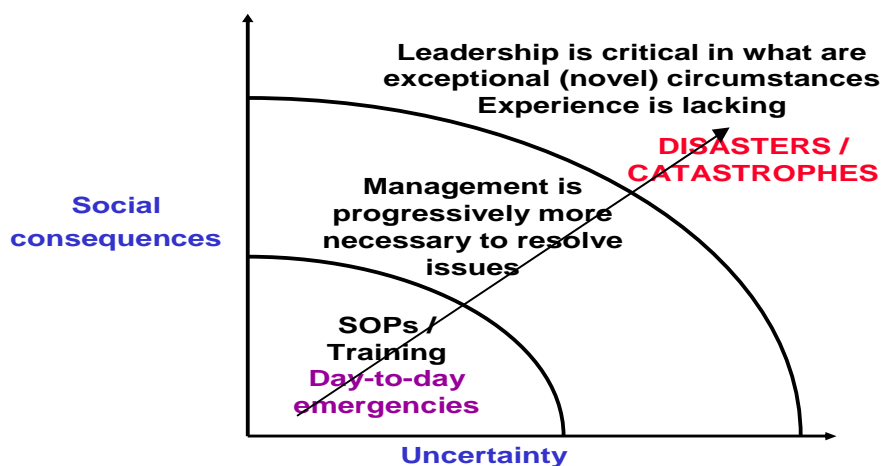 Leadership is critical in what are
exceptional (novel) circumstances
Experience is lacking
DISASTERS /
CATASTROPHES
Management is
progressively more
necessary to resolve
issues
Social
consequences
SOPs /
Training
Day-to-day
emergencies
Uncertainty